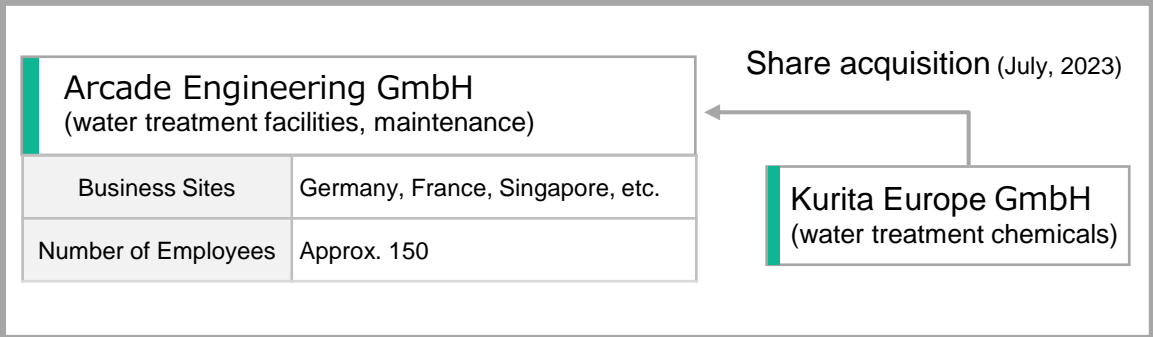 Arcade Engineering GmbH
(water treatment facilities, maintenance)
Business Sites
Germany, France, Singapore, etc.
Number of Employees
Approx. 150
Share acquisition (July, 2023)
Kurita Europe GmbH
(water treatment chemicals)